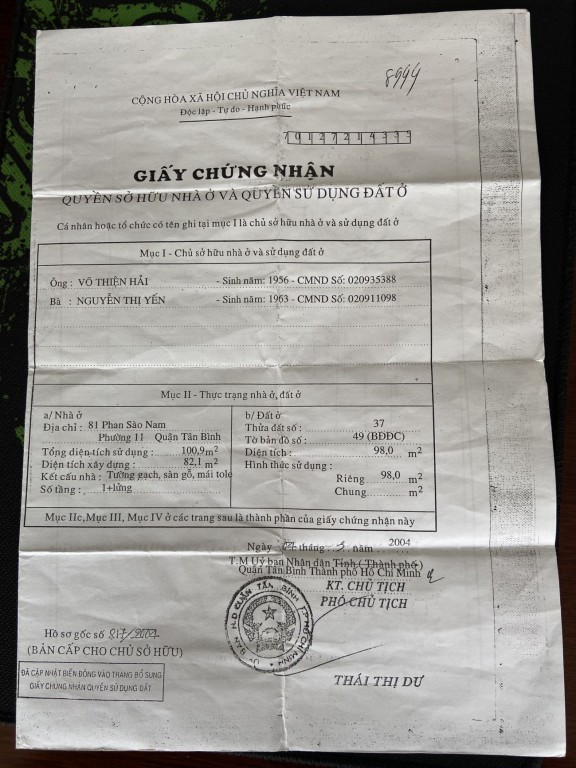 8999
CỘNG HÒA XÃ HỘI CHỦ NGHĨA VIỆT NAM
Độc lập - Tự do - Hạnh phúc
GIẤY CHỨNG NHẬN
QUYỀN SỞ HỮU NHÀ Ở VÀ QUYỀN SỬ DỤNG ĐẤT Ở
Cá nhân hoặc tổ chức có tên ghi tại mục I là chủ sở hữu nhà ở và sử dụng đất ở
Mục I - Chủ sở hữu nhà ở và sử dụng đất ở
Ông : VÕ THIỆN HẢI - Sinh năm: 1956 - CMND Số: 020935388
Bà : NGUYỄN THỊ YẾN - Sinh năm: 1963 - CMND Số: 020911098
Mục II - Thực trạng nhà ở, đất ở
a/ Nhà ở
Địa chỉ : 81 Phan Sào Nam
Phường 11 Quận Tân Bình
Tổng diện tích sử dụng : 100,9 m2
Diện tích xây dựng : 82,1 m2
Kết cấu nhà : Tường gạch, sàn gỗ, mái tole
Số tầng : 1+lửng
b/ Đất ở
Thửa đất số : 37
Tờ bản đồ số : 49 (BĐĐC)
Diện tích : 98,0 m2
Hình thức sử dụng :
Riêng 98,0 m2
Chung m2
Mục IIc, Mục III, Mục IV ở các trang sau là thành phần của giấy chứng nhận này
Ngày tháng 3 năm 2004
T.M Uỷ ban Nhân dân Tỉnh (Thành phố)
Quận Tân Bình Thành phố Hồ Chí Minh
KT. CHỦ TỊCH
PHÓ CHỦ TỊCH
THÁI THỊ DƯ
Hồ sơ gốc số 817/2004
(BẢN CẤP CHO CHỦ SỞ HỮU)
ĐÃ CẬP NHẬT BIẾN ĐỘNG VÀO TRANG BỔ SUNG
GIẤY CHỨNG NHẬN QUYỀN SỬ DỤNG ĐẤT